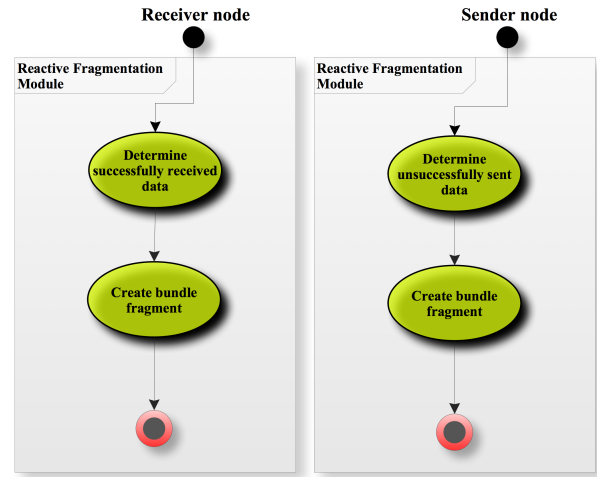 Receiver node
Reactive Fragmentation
Module
Determine
successfully received
data
Create bundle
fragment
Sender node
Reactive Fragmentation
Module
Determine
unsuccessfully sent
data
Create bundle
fragment